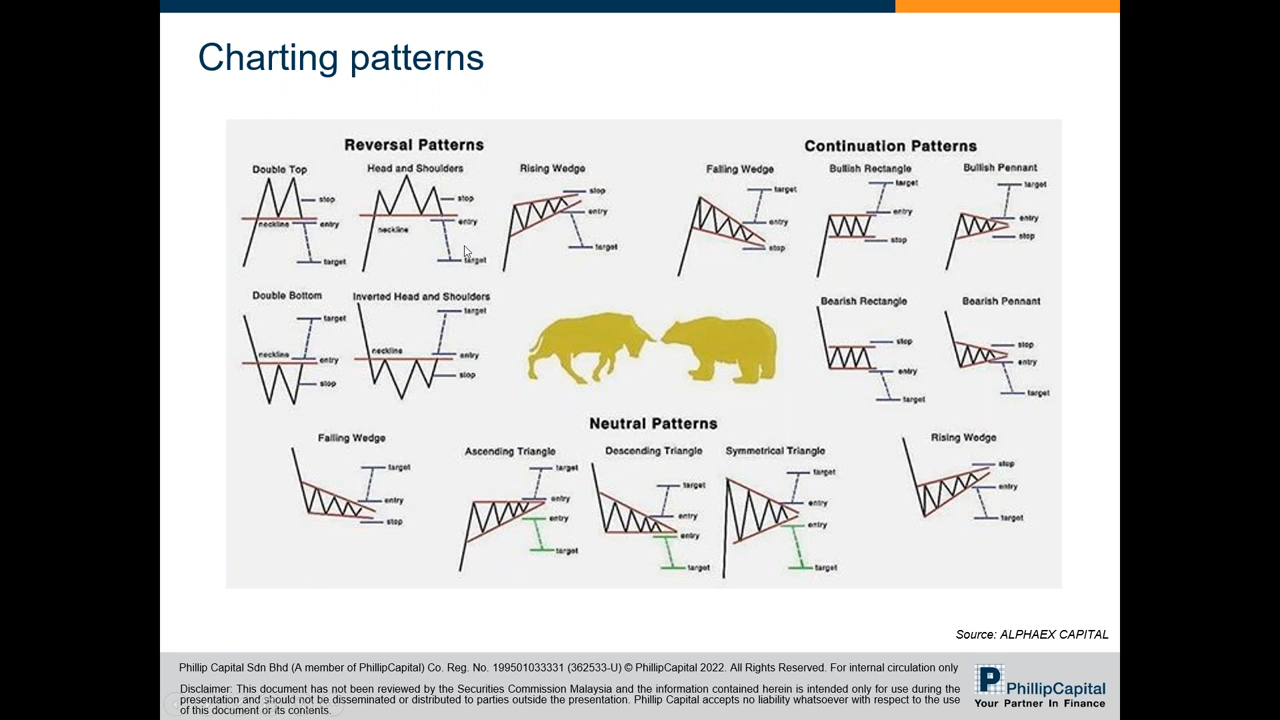 Charting patterns
Reversal Patterns
Continuation Patterns
Double Top
stop
neckline
entry
target
Head and Shoulders
stop
entry
neckline
target
Rising Wedge
stop
entry
target
Falling Wedge
target
entry
stop
Bullish Rectangle
target
entry
stop
Bullish Pennant
target
entry
stop
Double Bottom
target
neckline
entry
stop
Inverted Head and Shoulders
target
neckline
entry
stop
Bearish Rectangle
stop
entry
target
Bearish Pennant
stop
entry
target
Neutral Patterns
Falling Wedge
target
entry
stop
Ascending Triangle
target
entry
entry
target
Descending Triangle
target
entry
entry
target
Symmetrical Triangle
target
entry
entry
target
Rising Wedge
stop
entry
target
Source: ALPHAEX CAPITAL
Phillip Capital Sdn Bhd (A member of PhillipCapital) Co. Reg. No. 199501033331 (362533-U) © PhillipCapital 2022. All Rights Reserved. For internal circulation only
Disclaimer: This document has not been reviewed by the Securities Commission Malaysia and the information contained herein is intended only for use during the
presentation and should not be disseminated or distributed to parties outside the presentation. Phillip Capital accepts no liability whatsoever with respect to the use
of this document or its contents.
PhillipCapital
Your Partner In Finance